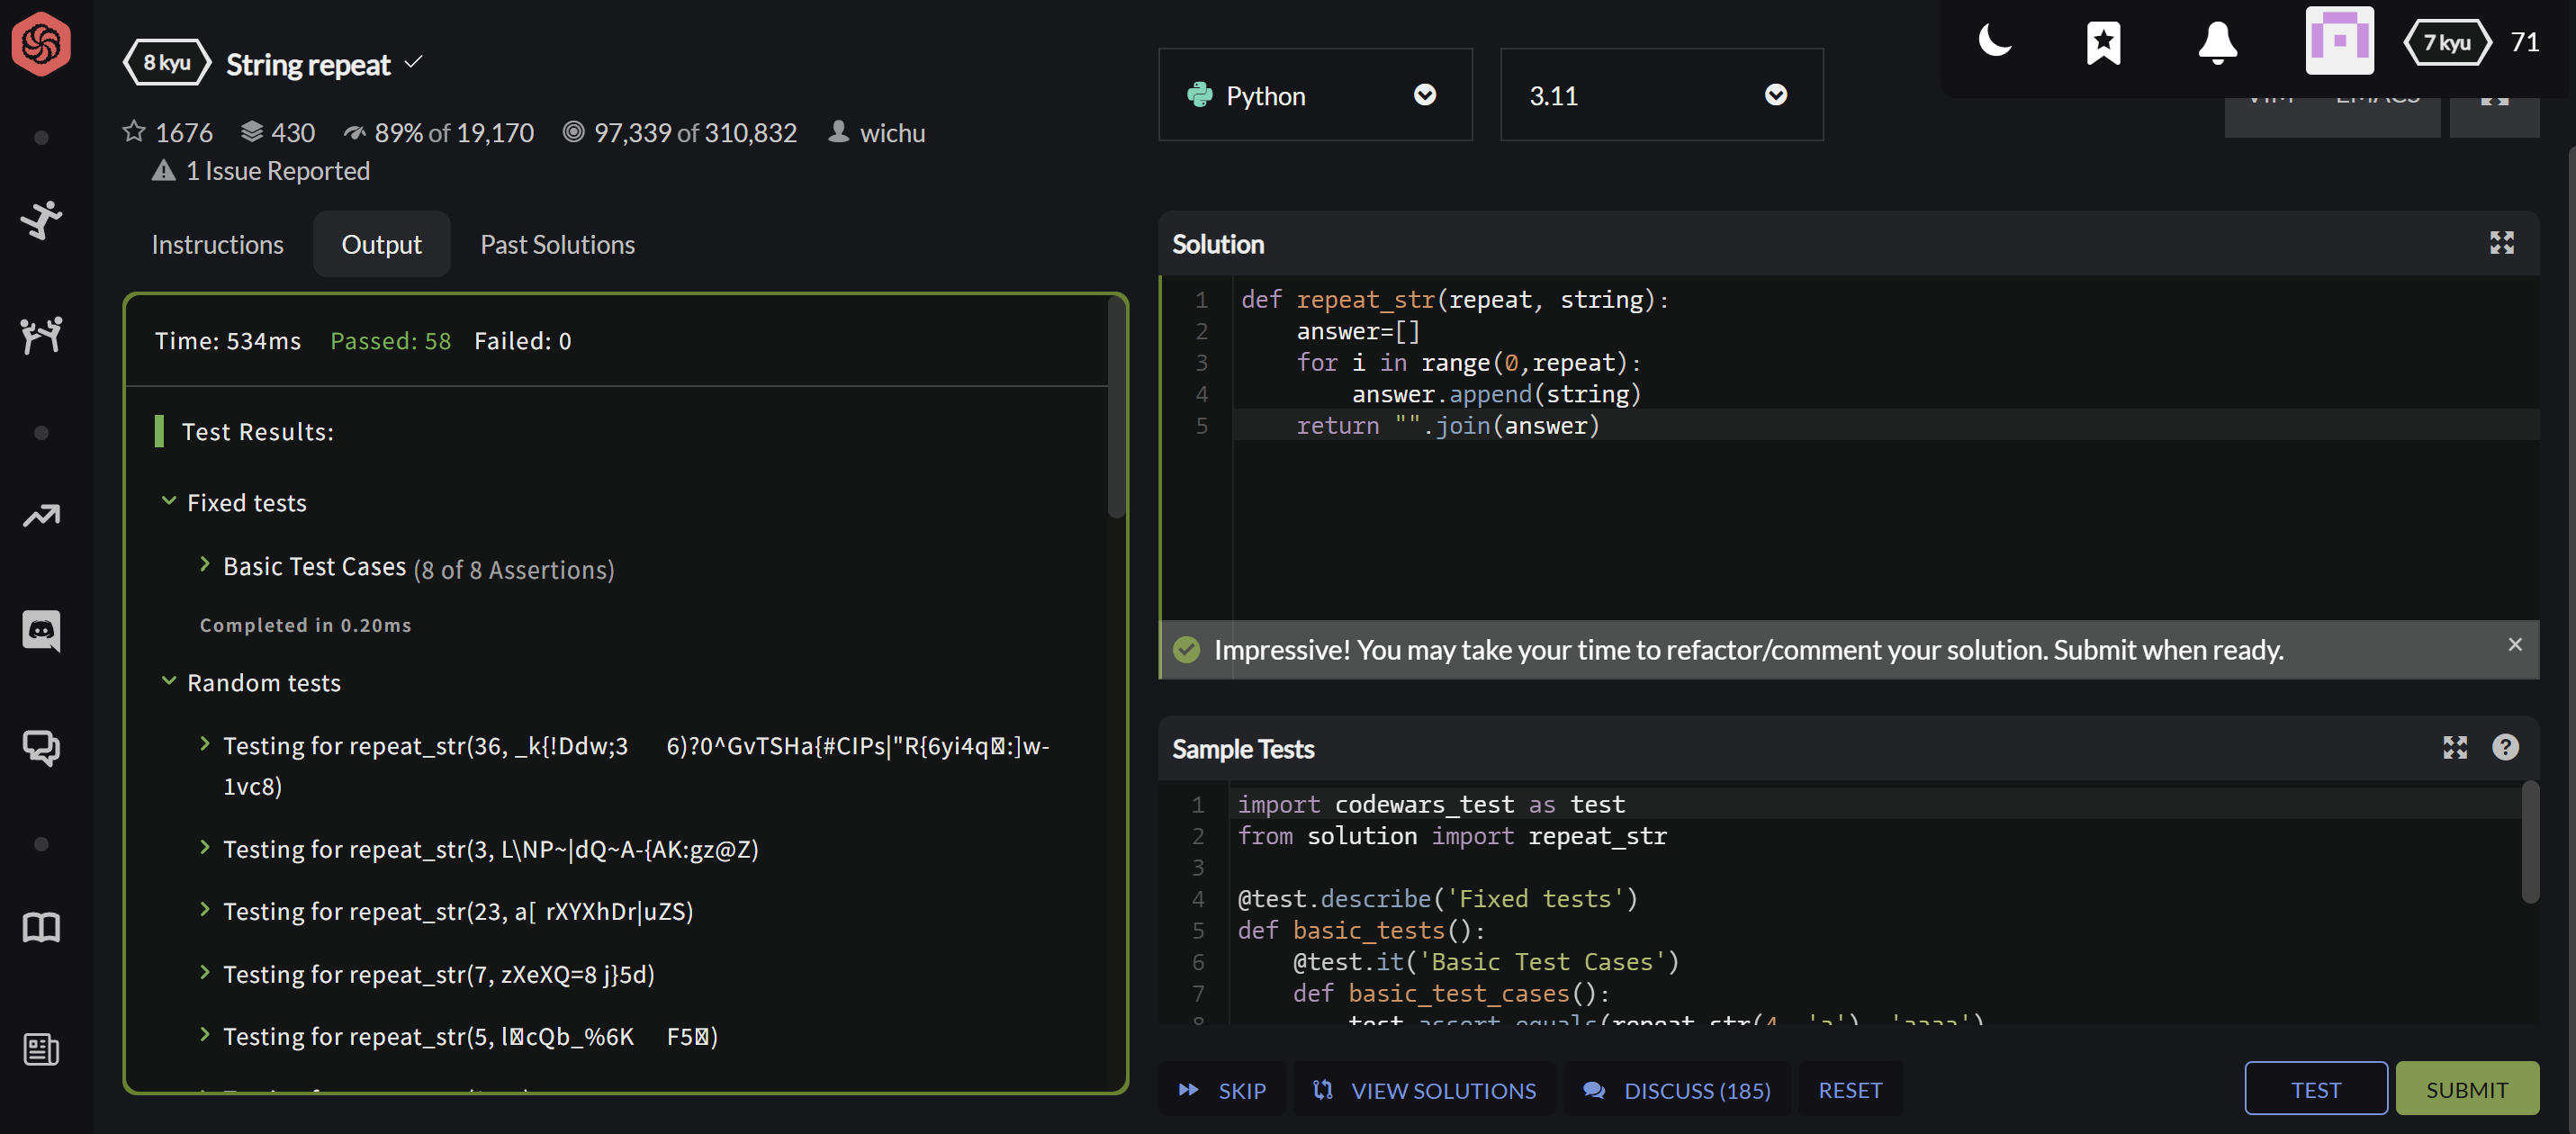 8 kyu String repeat
1676 430 89% of 19,170 97,339 of 310,832 wichu
1 Issue Reported
Python
3.11
7 kyu 71
VIM EMACS
Instructions Output Past Solutions
Time: 534ms Passed: 58 Failed: 0
Test Results:
Fixed tests
Basic Test Cases (8 of 8 Assertions)
Completed in 0.20ms
Random tests
Testing for repeat_str(36, _k{!Ddw;3 6)?0^GvTSHa{#CIPs|"R{6yi4q:]w-
1vc8)
Testing for repeat_str(3, L\NP~|dQ~A-{AK:gz@Z)
Testing for repeat_str(23, a[ rXYXhDr|uZS)
Testing for repeat_str(7, zXeXQ=8 j}5d)
Testing for repeat_str(5, lcQb_%6K F5)
Solution
1 def repeat_str(repeat, string):
2 answer=[]
3 for i in range(0,repeat):
4 answer.append(string)
5 return "".join(answer)
Impressive! You may take your time to refactor/comment your solution. Submit when ready.
Sample Tests
1 import codewars_test as test
2 from solution import repeat_str
3
4 @test.describe('Fixed tests')
5 def basic_tests():
6 @test.it('Basic Test Cases')
7 def basic_test_cases():
8 test.assert_equals(repeat_str(4, 'a'), 'aaaa')
SKIP VIEW SOLUTIONS DISCUSS (185) RESET
TEST SUBMIT